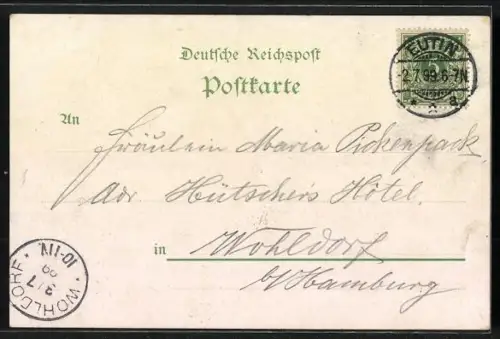 Deutsche Reichspost
Postkarte
EUTIN
-2.7.99.6-7N.
* a
An
Fräulein Maria Pickenpack
Adr Hütscher's Hôtel.
in Wohldorf
b/Hamburg
WOHLDORF
3/7
99
10-11V.